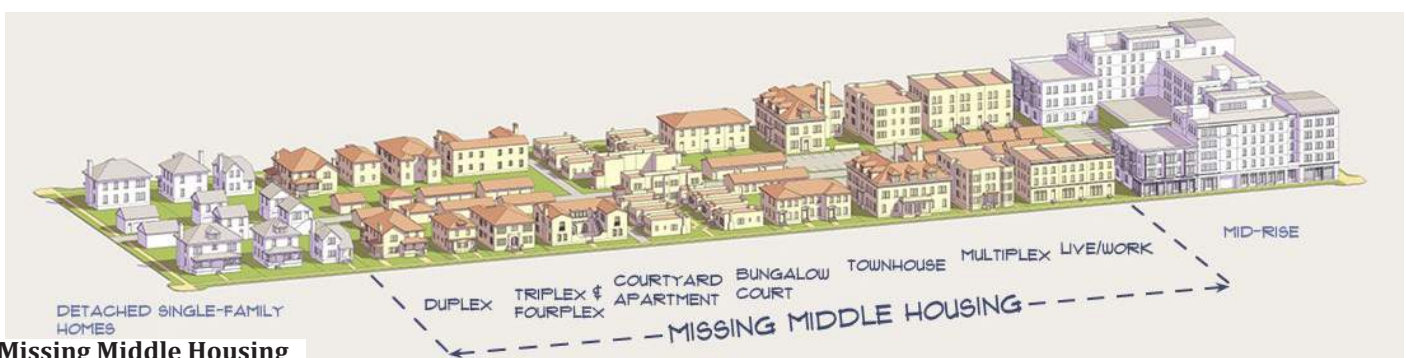 DETACHED SINGLE-FAMILY
HOMES
DUPLEX
TRIPLEX &
FOURPLEX
COURTYARD
APARTMENT
BUNGALOW
COURT
TOWNHOUSE
MULTIPLEX
LIVE/WORK
MID-RISE
MISSING MIDDLE HOUSING
Missing Middle Housing